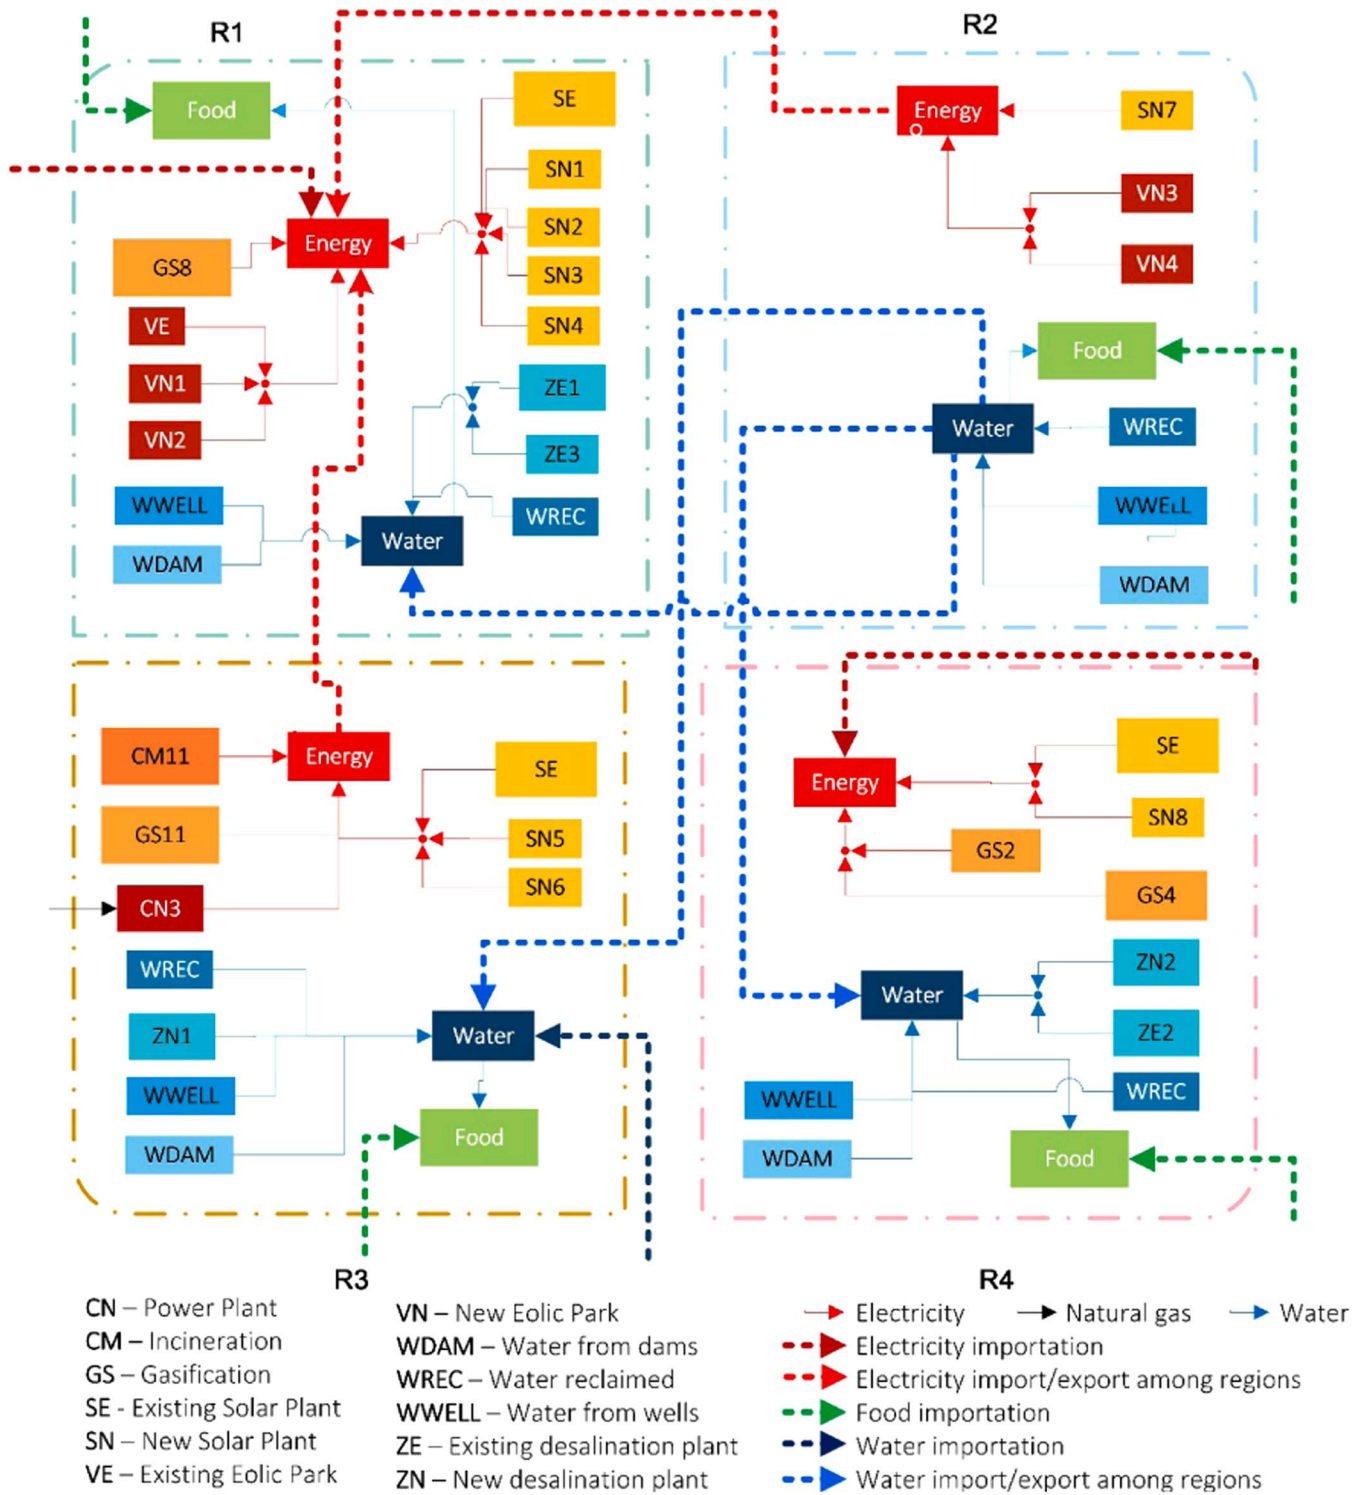 R1
R2
Food
SE
SN1
SN2
SN3
SN4
Energy
GS8
VE
VN1
VN2
ZE1
ZE3
WREC
WWELL
WDAM
Water
Energy
SN7
VN3
VN4
Food
Water
WREC
WWELL
WDAM
CM11
Energy
SE
GS11
SN5
SN6
CN3
WREC
ZN1
Water
WWELL
WDAM
Food
Energy
SE
SN8
GS2
GS4
ZN2
Water
ZE2
WWELL
WREC
WDAM
Food
R3
R4
CN – Power Plant
CM – Incineration
GS – Gasification
SE - Existing Solar Plant
SN – New Solar Plant
VE – Existing Eolic Park
VN – New Eolic Park
WDAM – Water from dams
WREC – Water reclaimed
WWELL – Water from wells
ZE – Existing desalination plant
ZN – New desalination plant
Electricity Natural gas Water
Electricity importation
Electricity import/export among regions
Food importation
Water importation
Water import/export among regions